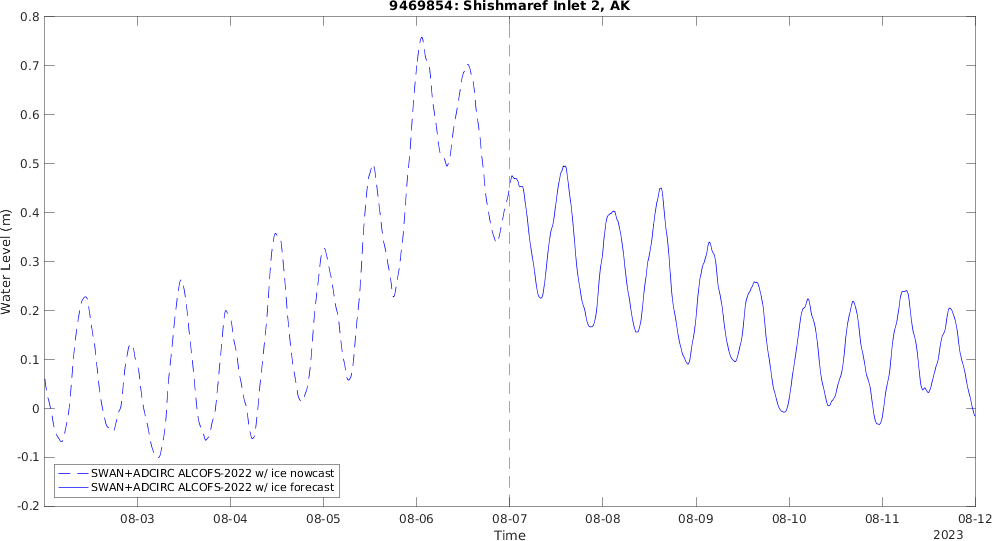 9469854: Shishmaref Inlet 2, AK
0.8
0.7
0.6
0.5
0.4
0.3
0.2
0.1
0
-0.1
-0.2
Water Level (m)
SWAN+ADCIRC ALCOFS-2022 w/ ice nowcast
SWAN+ADCIRC ALCOFS-2022 w/ ice forecast
08-03 08-04 08-05 08-06 08-07 08-08 08-09 08-10 08-11 08-12
Time
2023